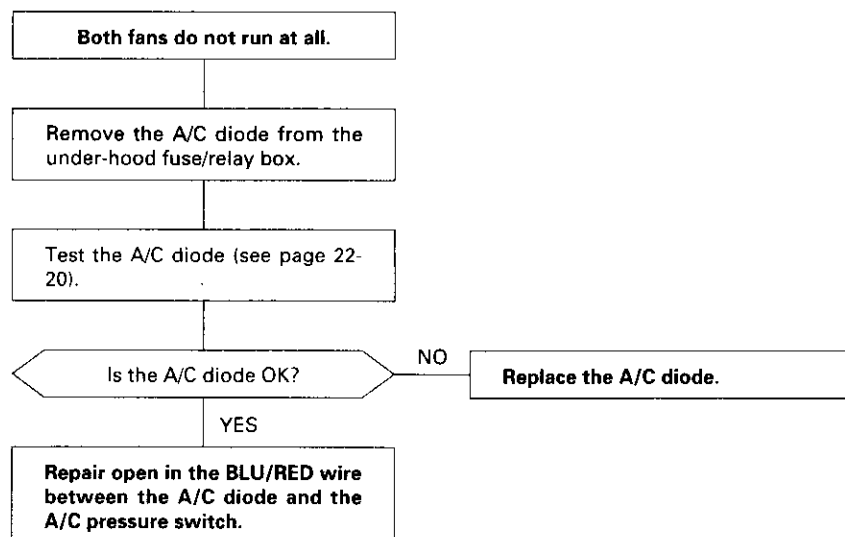 Both fans do not run at all.
Remove the A/C diode from the
under-hood fuse/relay box.
Test the A/C diode (see page 22-
20).
Is the A/C diode OK?
NO
Replace the A/C diode.
YES
Repair open in the BLU/RED wire
between the A/C diode and the
A/C pressure switch.